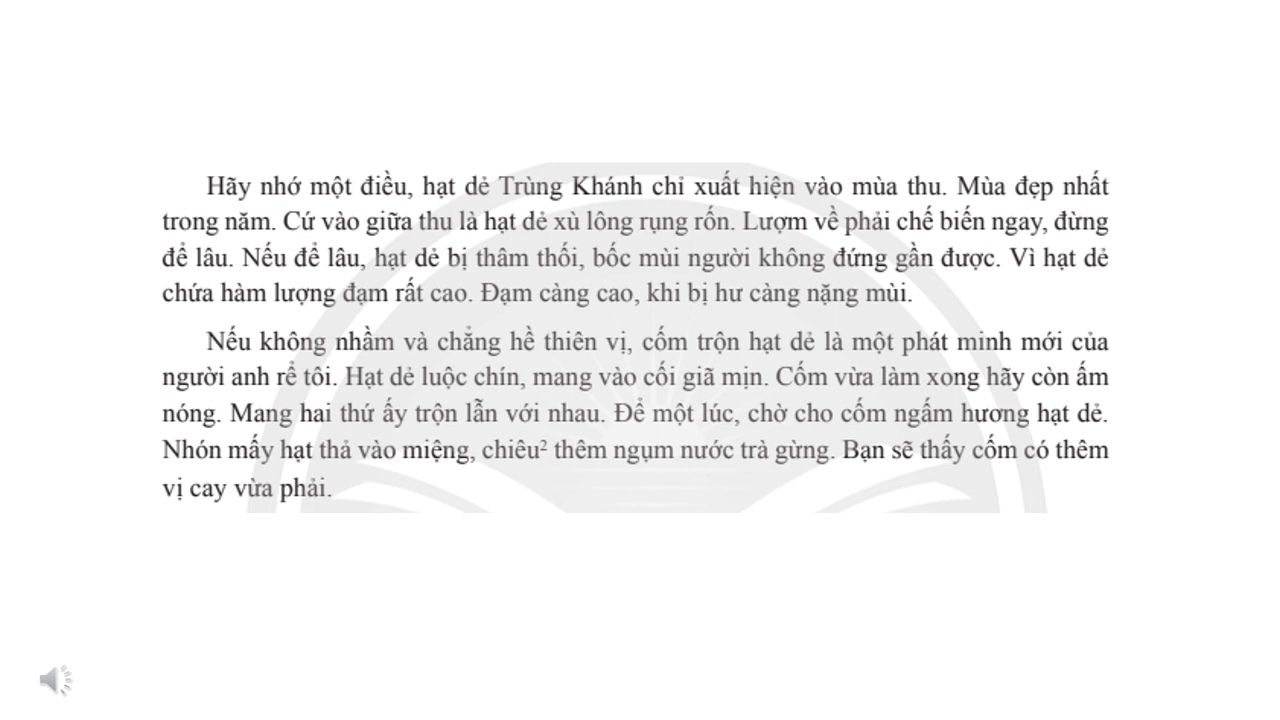 Hãy nhớ một điều, hạt dẻ Trùng Khánh chỉ xuất hiện vào mùa thu. Mùa đẹp nhất
trong năm. Cứ vào giữa thu là hạt dẻ xù lông rụng rốn. Lượm về phải chế biến ngay, đừng
để lâu. Nếu để lâu, hạt dẻ bị thâm thối, bốc mùi người không đứng gần được. Vì hạt dẻ
chứa hàm lượng đạm rất cao. Đạm càng cao, khi bị hư càng nặng mùi.
Nếu không nhầm và chẳng hề thiên vị, cốm trộn hạt dẻ là một phát minh mới của
người anh rể tôi. Hạt dẻ luộc chín, mang vào cối giã mịn. Cốm vừa làm xong hãy còn ấm
nóng. Mang hai thứ ấy trộn lẫn với nhau. Để một lúc, chờ cho cốm ngấm hương hạt dẻ.
Nhón mấy hạt thả vào miệng, chiêu² thêm ngụm nước trà gừng. Bạn sẽ thấy cốm có thêm
vị cay vừa phải.